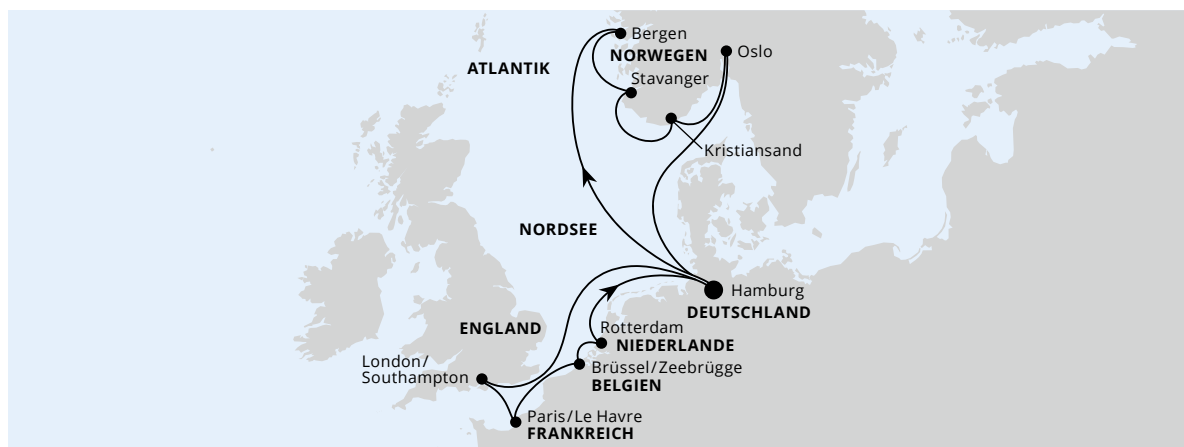 Bergen
NORWEGEN
Oslo
ATLANTIK
Stavanger
Kristiansand
NORDSEE
Hamburg
DEUTSCHLAND
ENGLAND
Rotterdam
NIEDERLANDE
London/
Southampton
Brüssel/Zeebrügge
BELGIEN
Paris/Le Havre
FRANKREICH